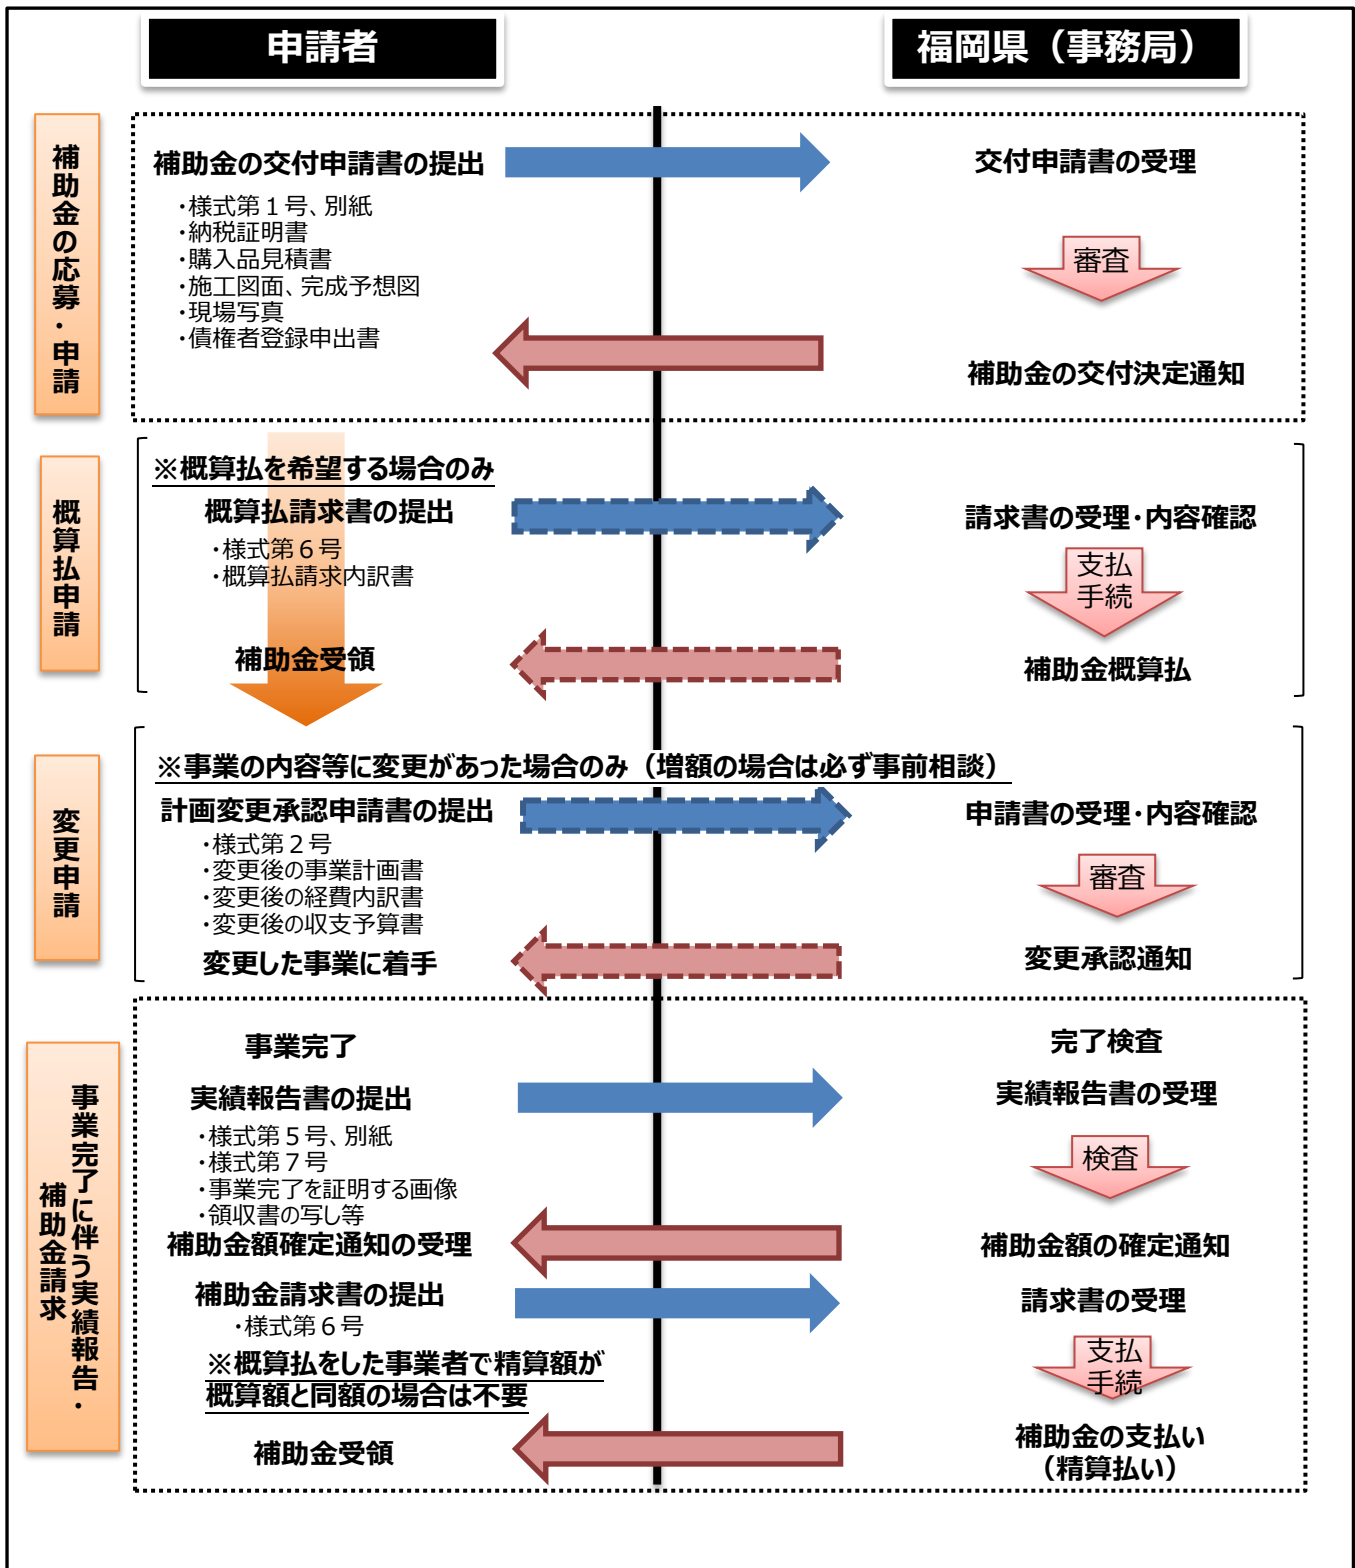 申請者
福岡県（事務局）
補助金の応募・申請
補助金の交付申請書の提出
・様式第１号、別紙
・納税証明書
・購入品見積書
・施工図面、完成予想図
・現場写真
・債権者登録申出書
交付申請書の受理
審査
補助金の交付決定通知
概算払申請
※概算払を希望する場合のみ
概算払請求書の提出
・様式第６号
・概算払請求内訳書
補助金受領
請求書の受理・内容確認
支払
手続
補助金概算払
変更申請
※事業の内容等に変更があった場合のみ（増額の場合は必ず事前相談）
計画変更承認申請書の提出
・様式第２号
・変更後の事業計画書
・変更後の経費内訳書
・変更後の収支予算書
変更した事業に着手
申請書の受理・内容確認
審査
変更承認通知
事業完了に伴う実績報告・
補助金請求
事業完了
実績報告書の提出
・様式第５号、別紙
・様式第７号
・事業完了を証明する画像
・領収書の写し等
補助金額確定通知の受理
補助金請求書の提出
・様式第６号
※概算払をした事業者で精算額が
概算額と同額の場合は不要
補助金受領
完了検査
実績報告書の受理
検査
補助金額の確定通知
請求書の受理
支払
手続
補助金の支払い
（精算払い）